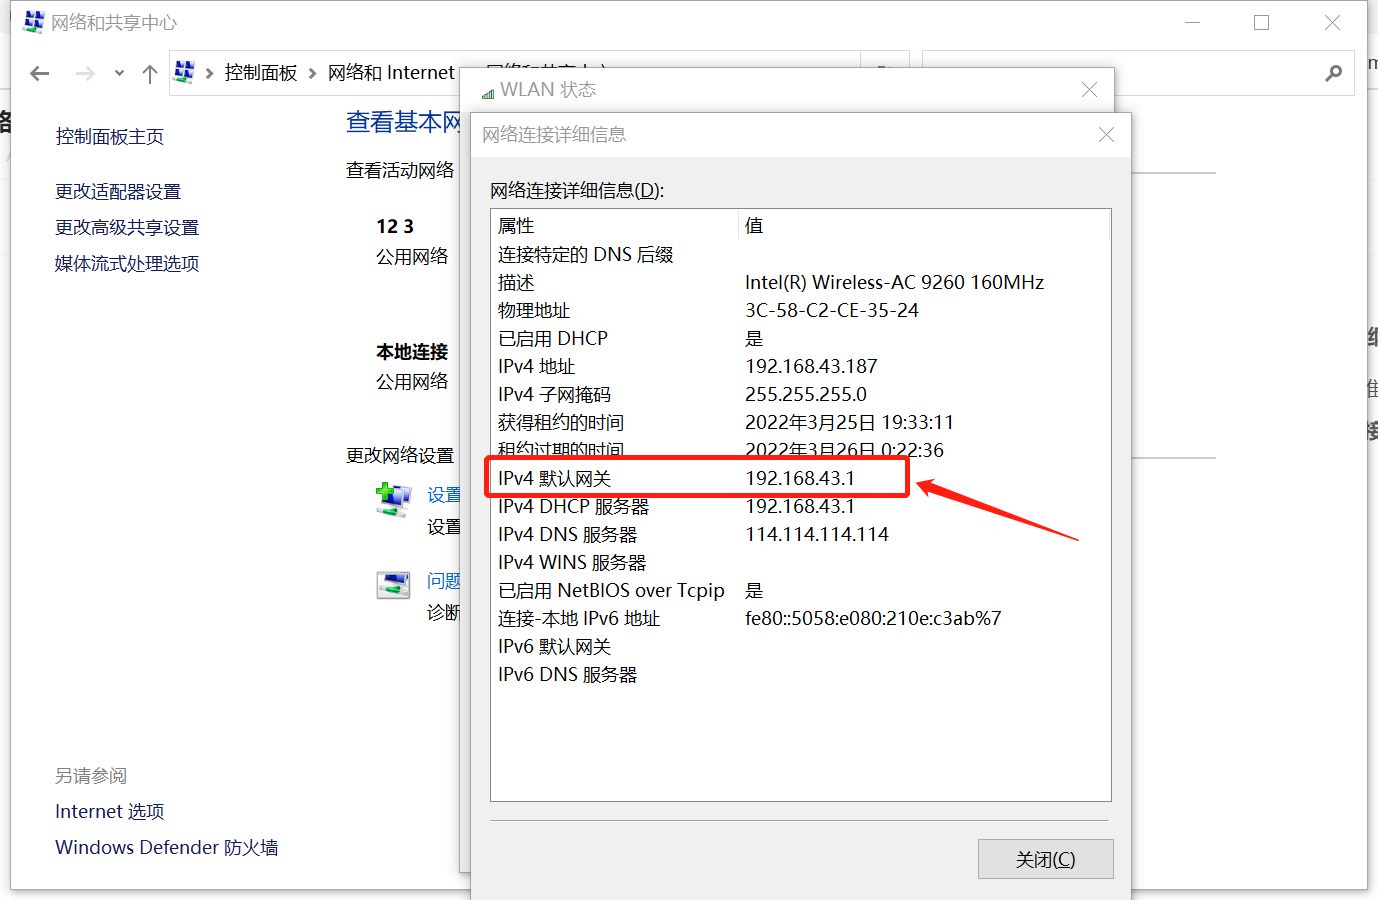 网络和共享中心
控制面板
网络和 Internet
控制面板主页
更改适配器设置
更改高级共享设置
媒体流式处理选项
查看基本网
查看活动网络
12 3
公用网络
本地连接
公用网络
更改网络设置
设置
设置
问题
诊断
另请参阅
Internet 选项
Windows Defender 防火墙
WLAN 状态
网络连接详细信息
网络连接详细信息(D):
属性 值
连接特定的 DNS 后缀
描述 Intel(R) Wireless-AC 9260 160MHz
物理地址 3C-58-C2-CE-35-24
已启用 DHCP 是
IPv4 地址 192.168.43.187
IPv4 子网掩码 255.255.255.0
获得租约的时间 2022年3月25日 19:33:11
租约过期的时间 2022年3月26日 0:22:36
IPv4 默认网关 192.168.43.1
IPv4 DHCP 服务器 192.168.43.1
IPv4 DNS 服务器 114.114.114.114
IPv4 WINS 服务器
已启用 NetBIOS over Tcpip 是
连接-本地 IPv6 地址 fe80::5058:e080:210e:c3ab%7
IPv6 默认网关
IPv6 DNS 服务器
关闭(C)